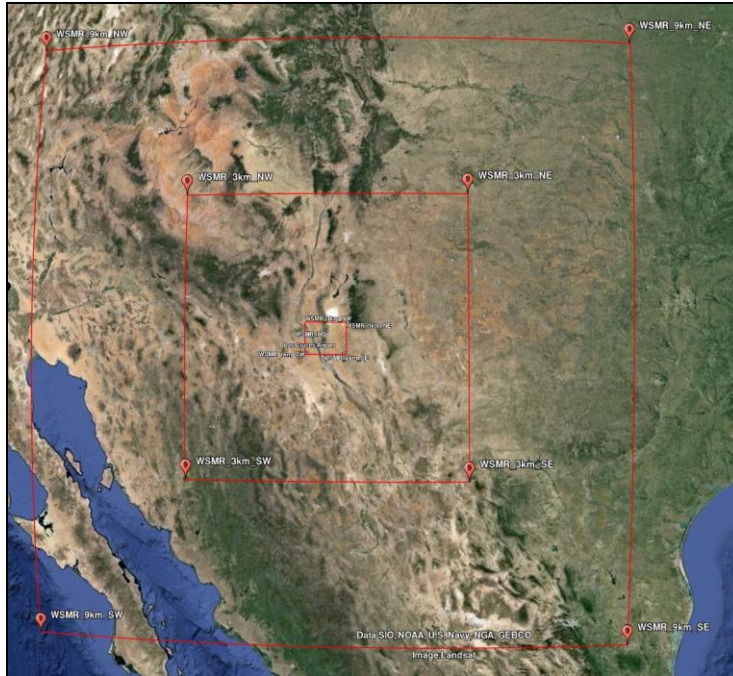 WSMR_9km_NW
WSMR_9km_NE
WSMR_3km_NW
WSMR_3km_NE
WSMR_3km_SW
WSMR_3km_SE
WSMR_9km_SW
WSMR_9km_SE
Data SIO, NOAA, U.S. Navy, NGA, GEBCO
Image Landsat